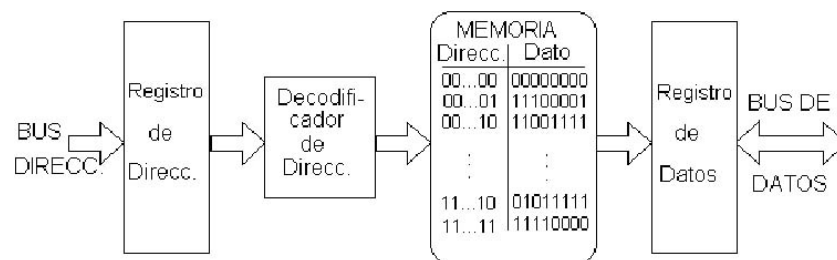 BUS
DIRECC.
Registro
de
Direcc.
Decodifi-
cador
de
Direcc.
MEMORIA
Direcc. Dato
00...00 00000000
00...01 11100001
00...10 11001111
: :
11...10 01011111
11...11 11110000
Registro
de
Datos
BUS DE
DATOS